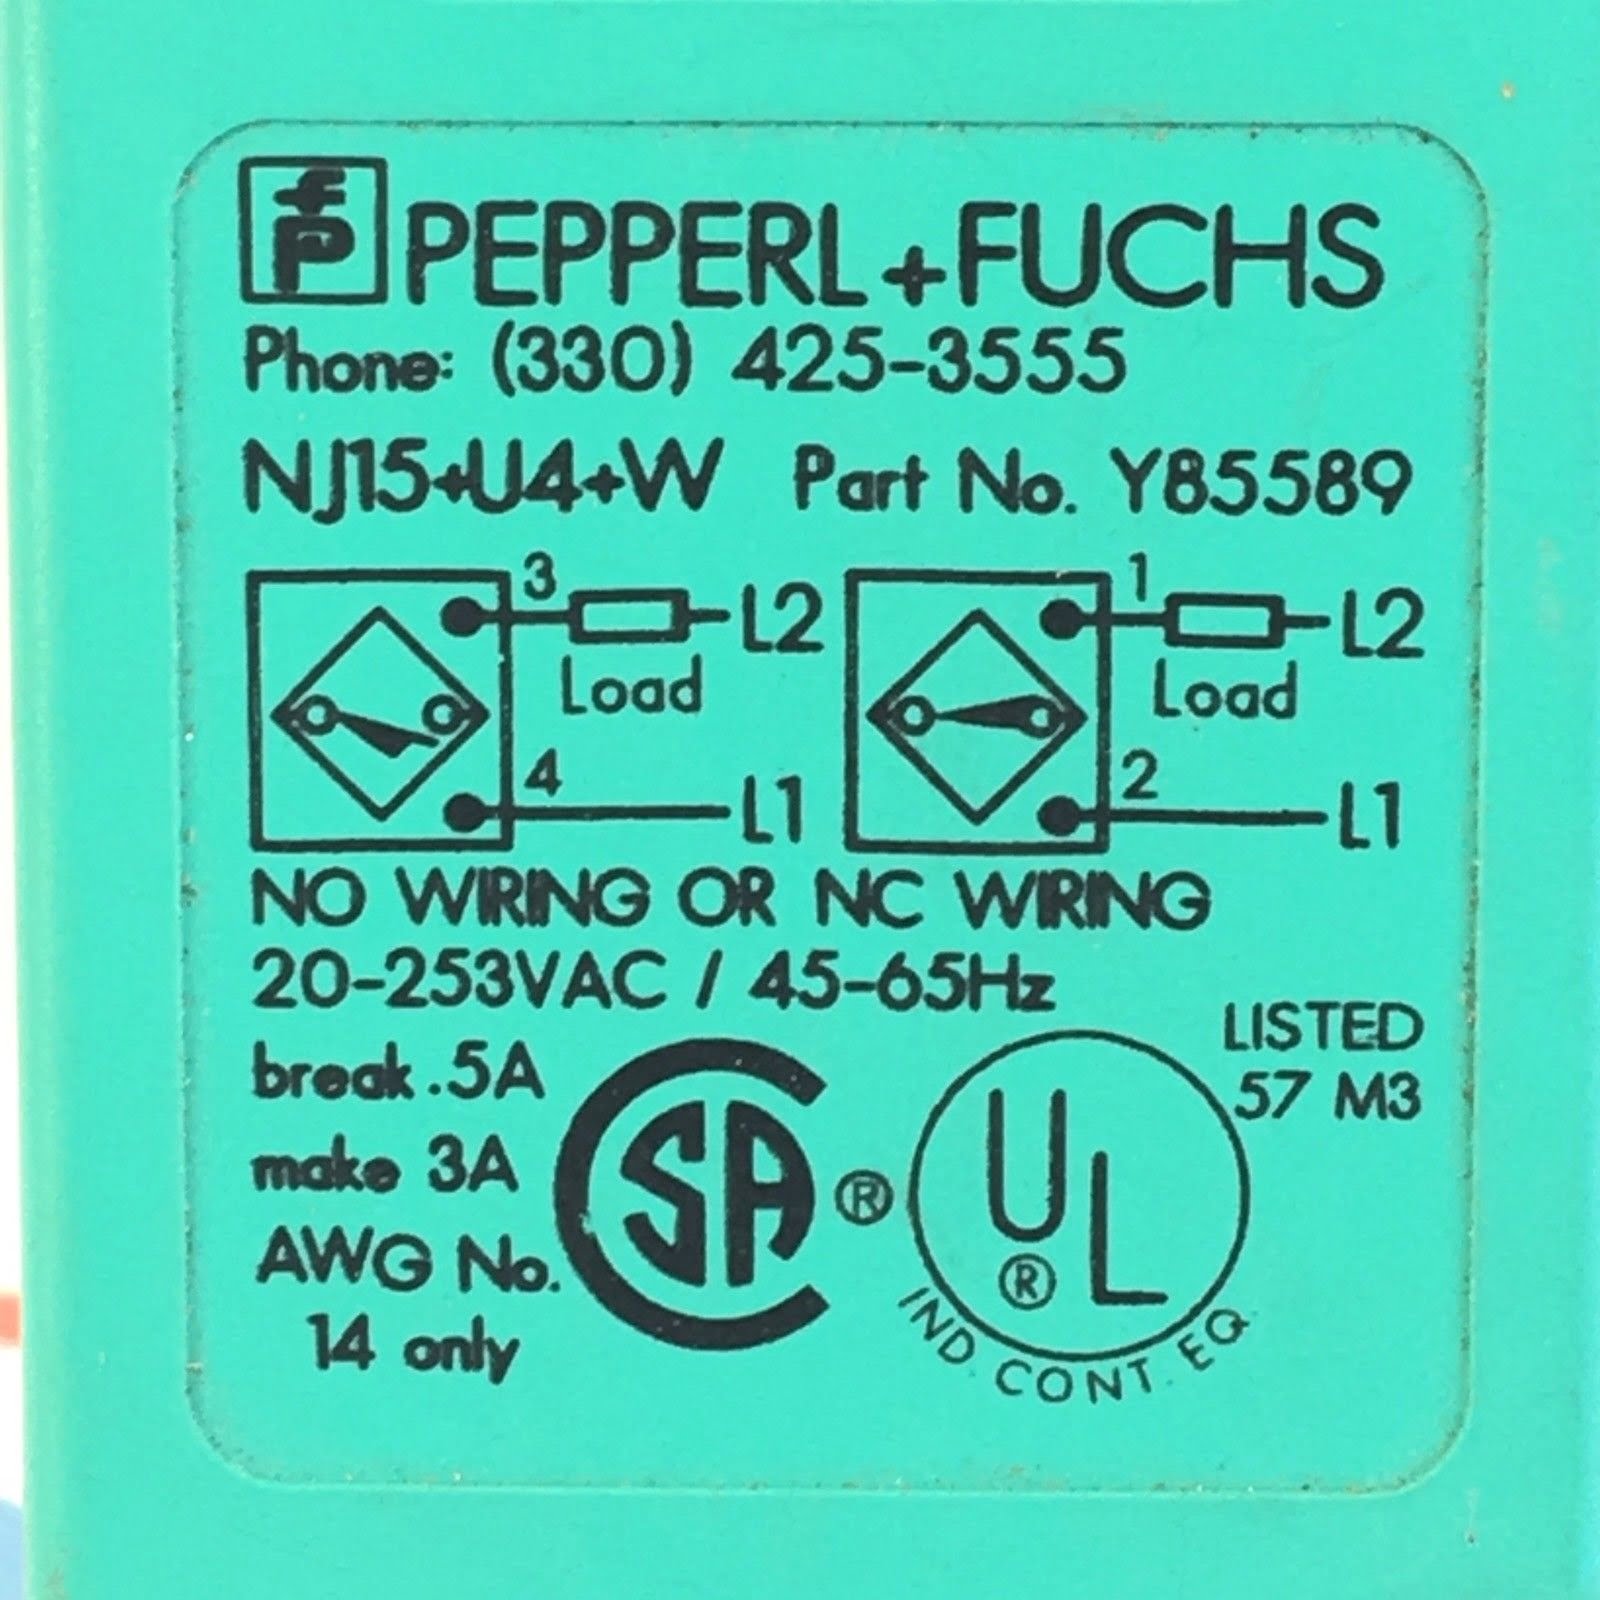 fP PEPPERL+FUCHS
Phone: (330) 425-3555
NJ15+U4+W Part No. Y85589
3 L2 1 L2
Load Load
4 L1 2 L1
NO WIRING OR NC WIRING
20-253VAC / 45-65Hz
LISTED
57 M3
break .5A
make 3A
AWG No.
14 only
CSA ®
UL ®
IND. CONT. EQ